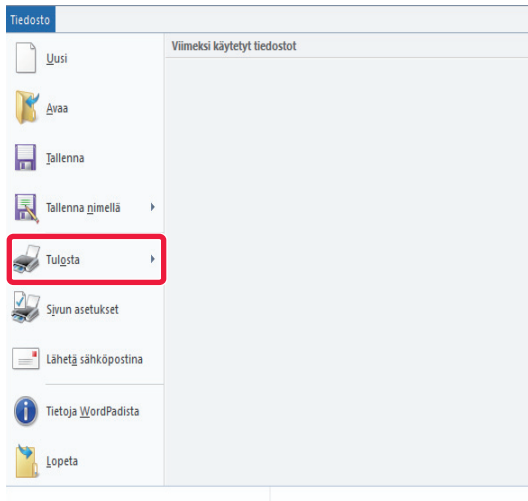 Tiedosto
Viimeksi käytetyt tiedostot
Uusi
Avaa
Tallenna
Tallenna nimellä
Tulosta
Sivun asetukset
Lähetä sähköpostina
Tietoja WordPadista
Lopeta